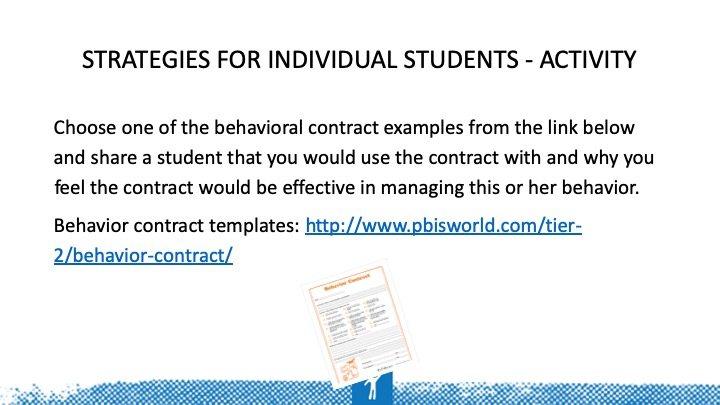 STRATEGIES FOR INDIVIDUAL STUDENTS - ACTIVITY
Choose one of the behavioral contract examples from the link below
and share a student that you would use the contract with and why you
feel the contract would be effective in managing this or her behavior.
Behavior contract templates: http://www.pbisworld.com/tier-
2/behavior-contract/
Behavior Contract